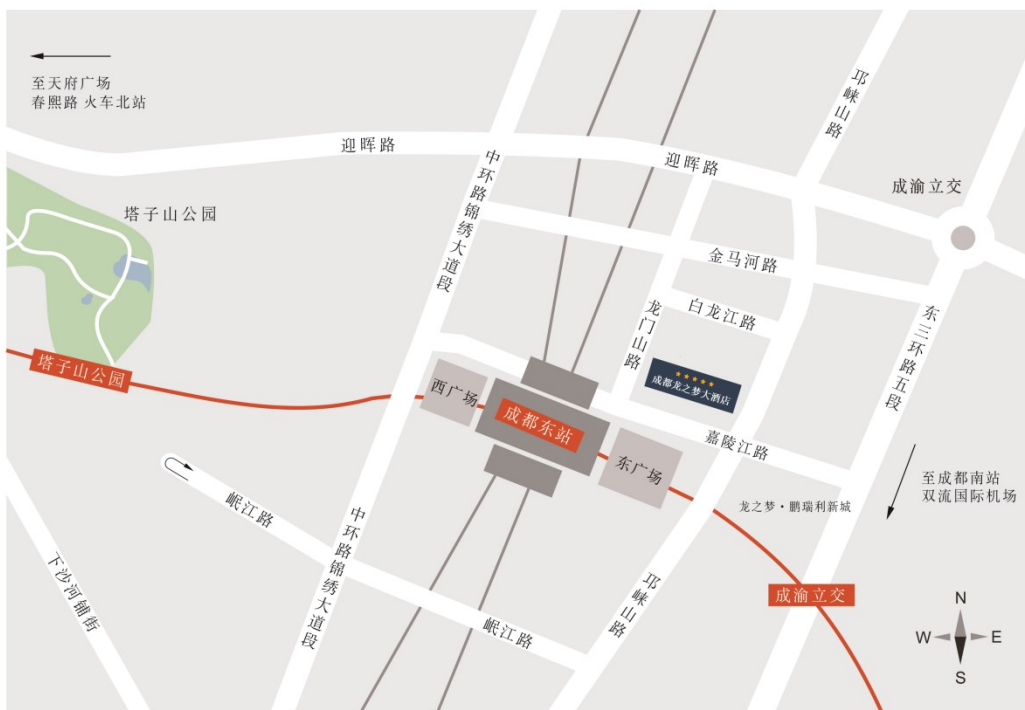 至天府广场
春熙路 火车北站
迎晖路
迎晖路
邛崃山路
成渝立交
塔子山公园
中环路锦绣大道段
金马河路
白龙江路
龙门山路
东三环路五段
★★★★★
成都龙之梦大酒店
塔子山公园
西广场
成都东站
东广场
嘉陵江路
至成都南站
双流国际机场
龙之梦·鹏瑞利新城
岷江路
下沙河铺街
中环路锦绣大道段
岷江路
邛崃山路
成渝立交
N
W
E
S